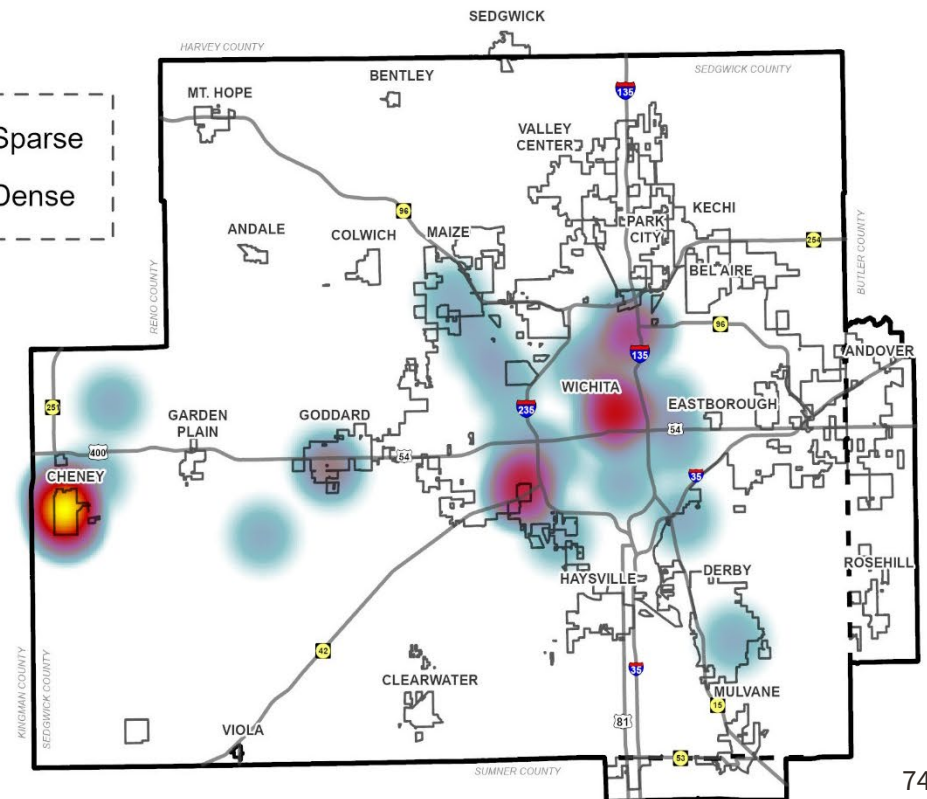 SEDGWICK
HARVEY COUNTY
SEDGWICK COUNTY
BENTLEY
MT. HOPE
135
Sparse
Dense
VALLEY
CENTER
96
KECHI
PARK
CITY
ANDALE
COLWICH
MAIZE
254
BEL AIRE
BUTLER COUNTY
RENO COUNTY
96
135
ANDOVER
WICHITA
251
235
EASTBOROUGH
GARDEN
PLAIN
GODDARD
54
400
54
CHENEY
35
HAYSVILLE
DERBY
ROSEHILL
42
35
KINGMAN COUNTY
SEDGWICK COUNTY
CLEARWATER
MULVANE
15
81
VIOLA
53
SUMNER COUNTY
74